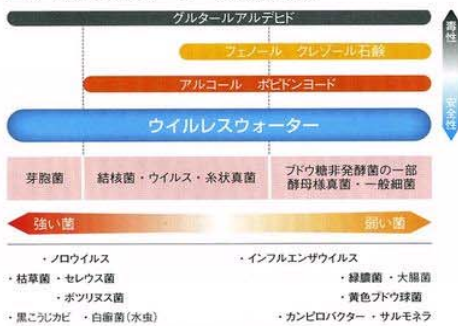 グルタールアルデヒド
フェノール クレゾール石鹸
アルコール ポビドンヨード
ウイルレスウォーター
毒性
安全性
芽胞菌
結核菌・ウイルス・糸状真菌
ブドウ糖非発酵菌の一部
酵母様真菌・一般細菌
強い菌
弱い菌
・ノロウイルス
・インフルエンザウイルス
・枯草菌 ・セレウス菌
・緑膿菌 ・大腸菌
・ボツリヌス菌
・黄色ブドウ球菌
・黒こうじカビ ・白癬菌(水虫)
・カンピロバクター ・サルモネラ